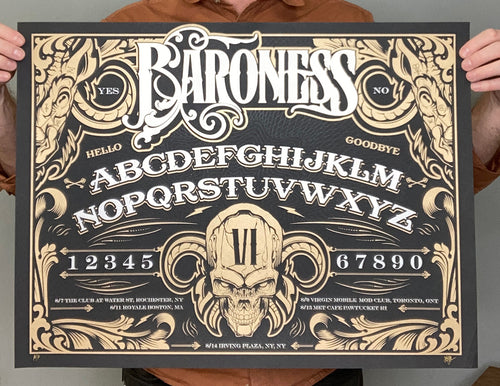 BARONESS
YES
NO
HELLO
GOODBYE
ABCDEFGHIJKLM
NOPQRSTUVWXYZ
VI
12345
67890
8/7 THE CLUB AT WATER ST, ROCHESTER, NY
8/9 VIRGIN MOBILE MOD CLUB, TORONTO, ONT
8/11 ROYALE BOSTON, MA
8/13 MET CAFE PAWTUCKET RI
8/14 IRVING PLAZA, NY, NY